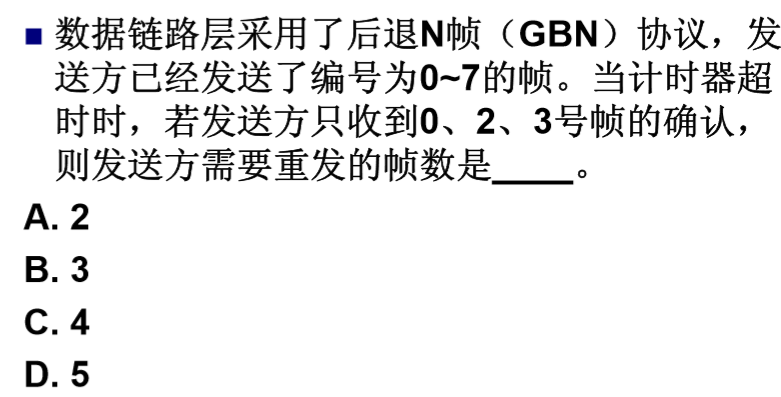 ■ 数据链路层采用了后退N帧（GBN）协议，发
送方已经发送了编号为0~7的帧。当计时器超
时时，若发送方只收到0、2、3号帧的确认，
则发送方需要重发的帧数是____。
A. 2
B. 3
C. 4
D. 5